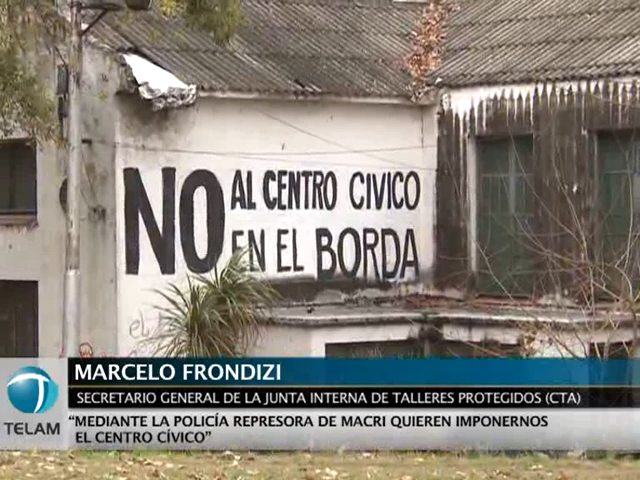 NO AL CENTRO CIVICO
EN EL BORDA
MARCELO FRONDIZI
SECRETARIO GENERAL DE LA JUNTA INTERNA DE TALLERES PROTEGIDOS (CTA)
TELAM
"MEDIANTE LA POLICÍA REPRESORA DE MACRI QUIEREN IMPONERNOS
EL CENTRO CÍVICO"